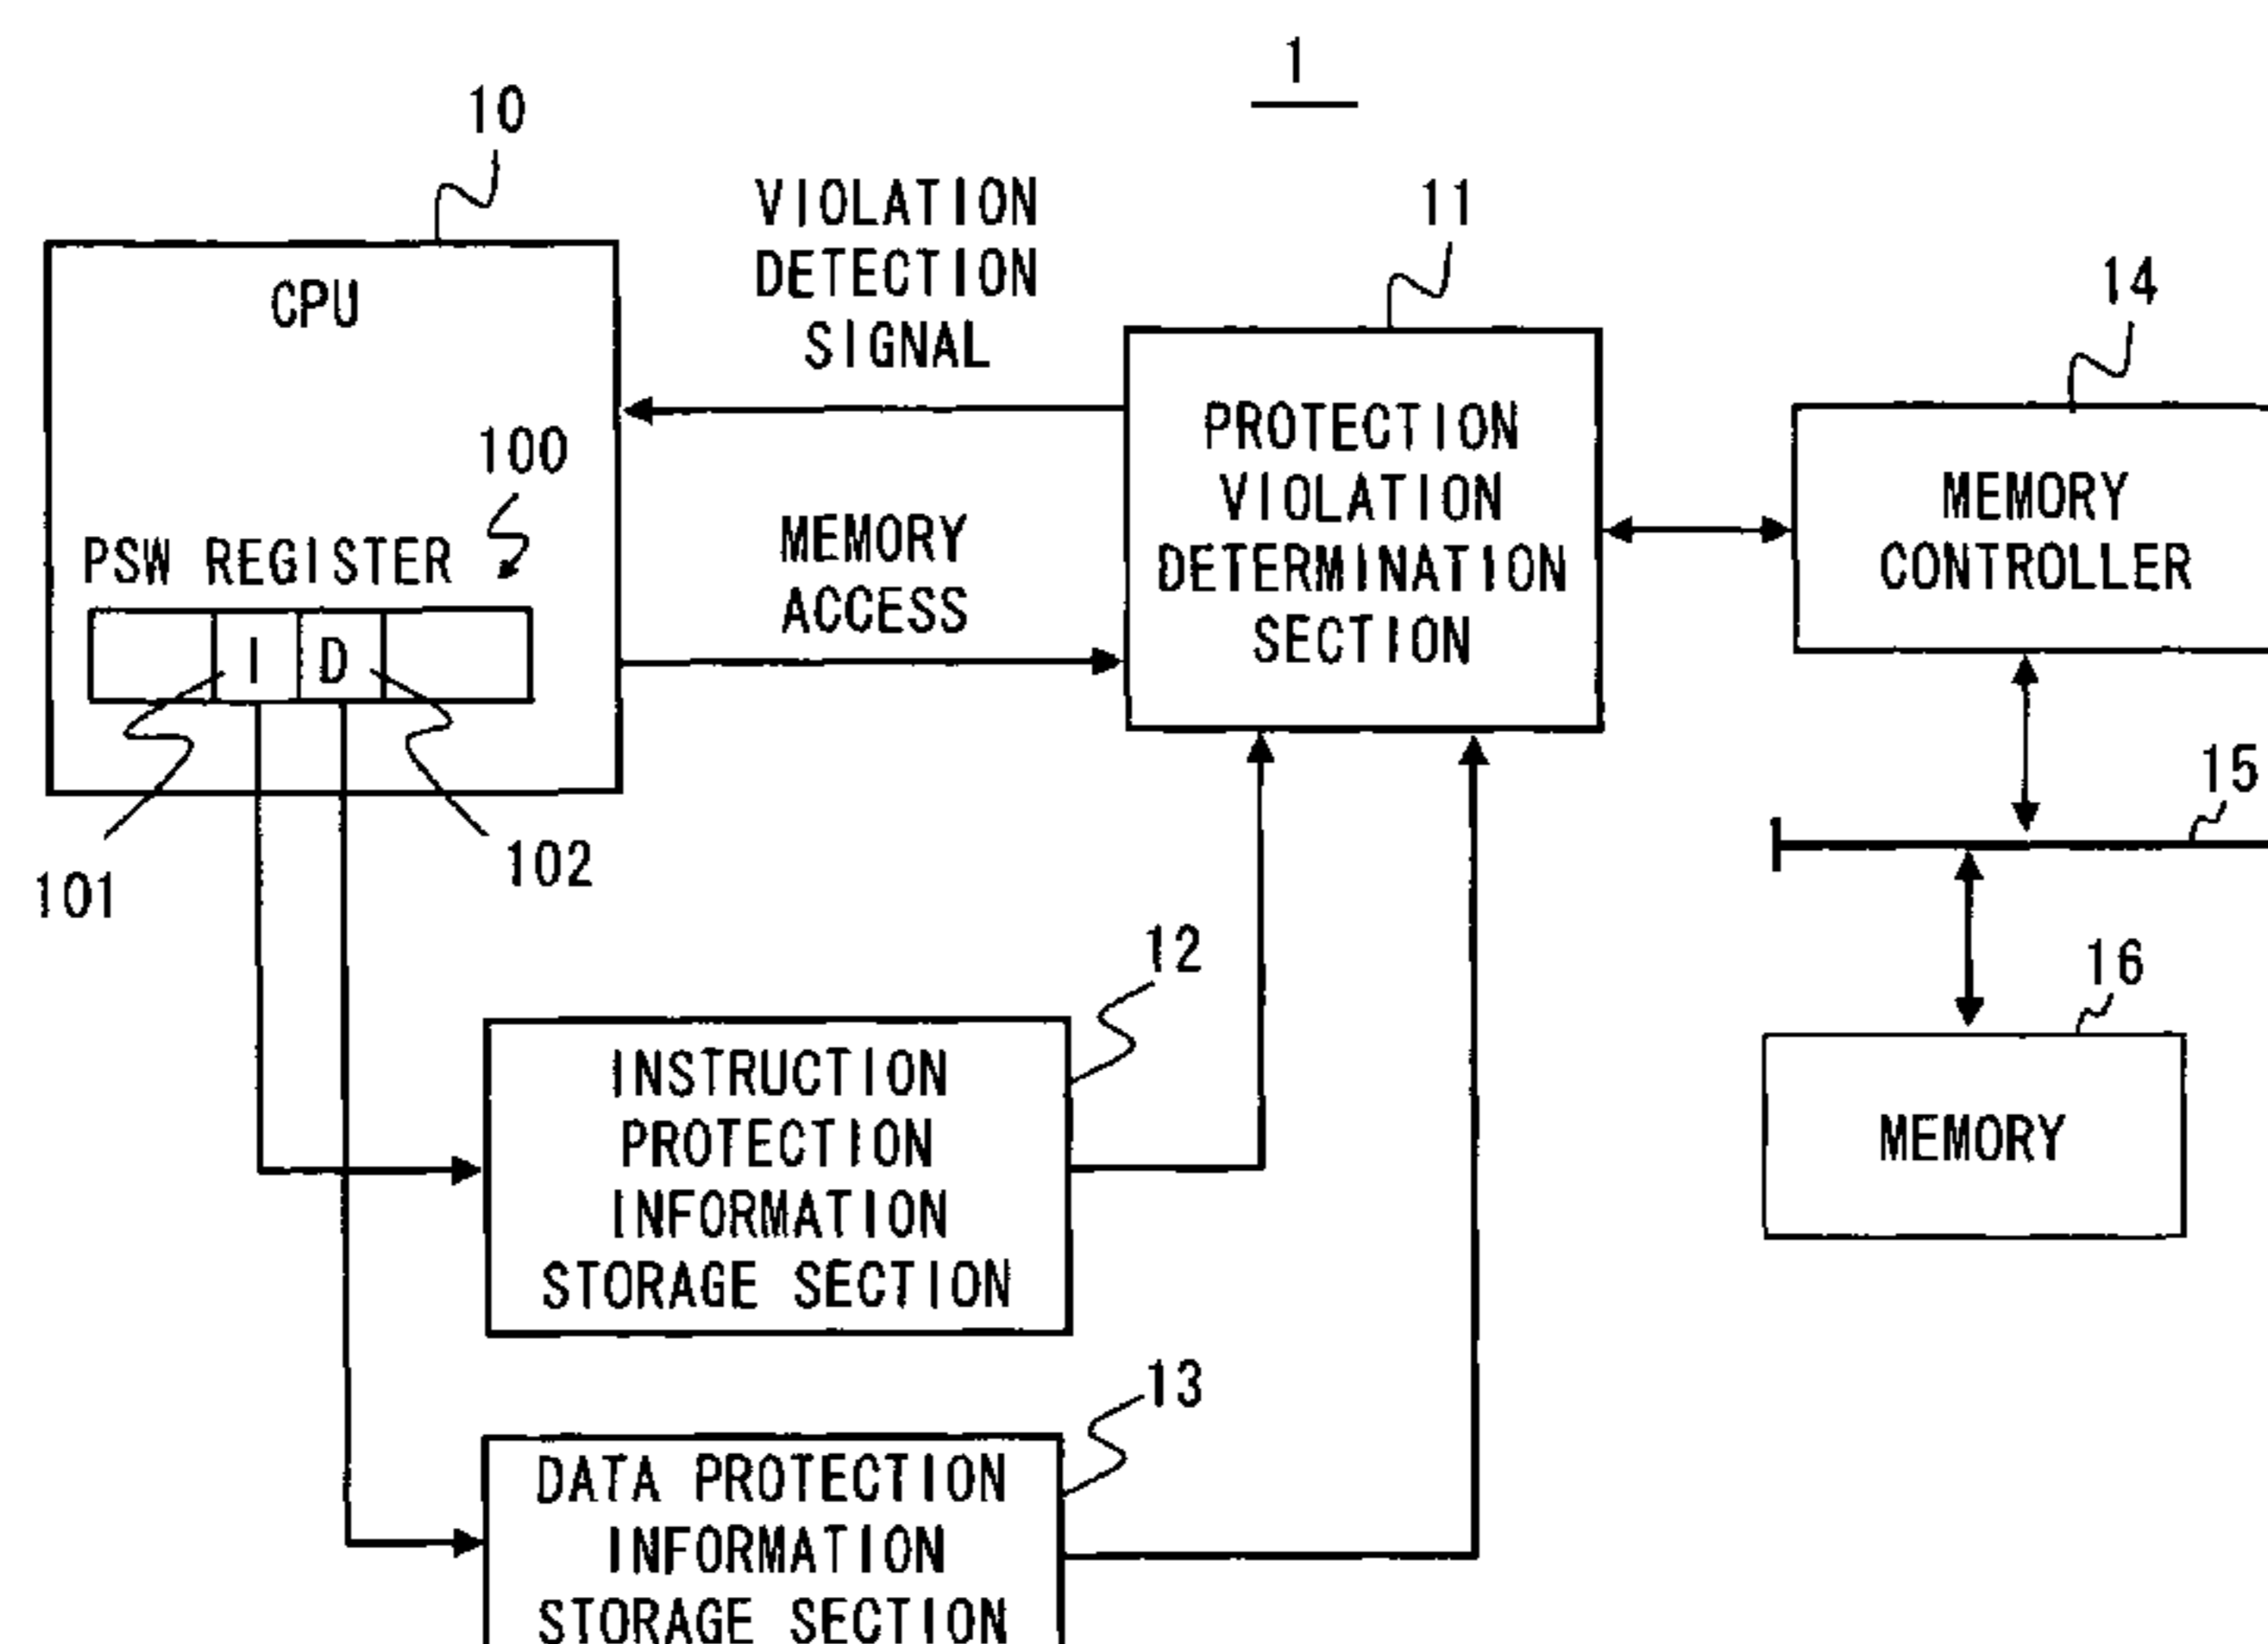 1
10
VIOLATION
DETECTION
SIGNAL
11
14
CPU
PROTECTION
VIOLATION
DETERMINATION
SECTION
MEMORY
CONTROLLER
100
PSW REGISTER
MEMORY
ACCESS
I D
101
102
15
12
16
INSTRUCTION
PROTECTION
INFORMATION
STORAGE SECTION
MEMORY
13
DATA PROTECTION
INFORMATION
STORAGE SECTION